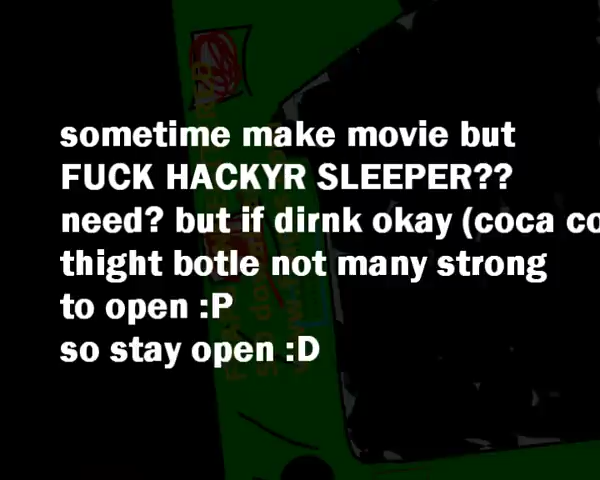 sometime make movie but
FUCK HACKYR SLEEPER??
need? but if dirnk okay (coca co
thight botle not many strong
to open :P
so stay open :D